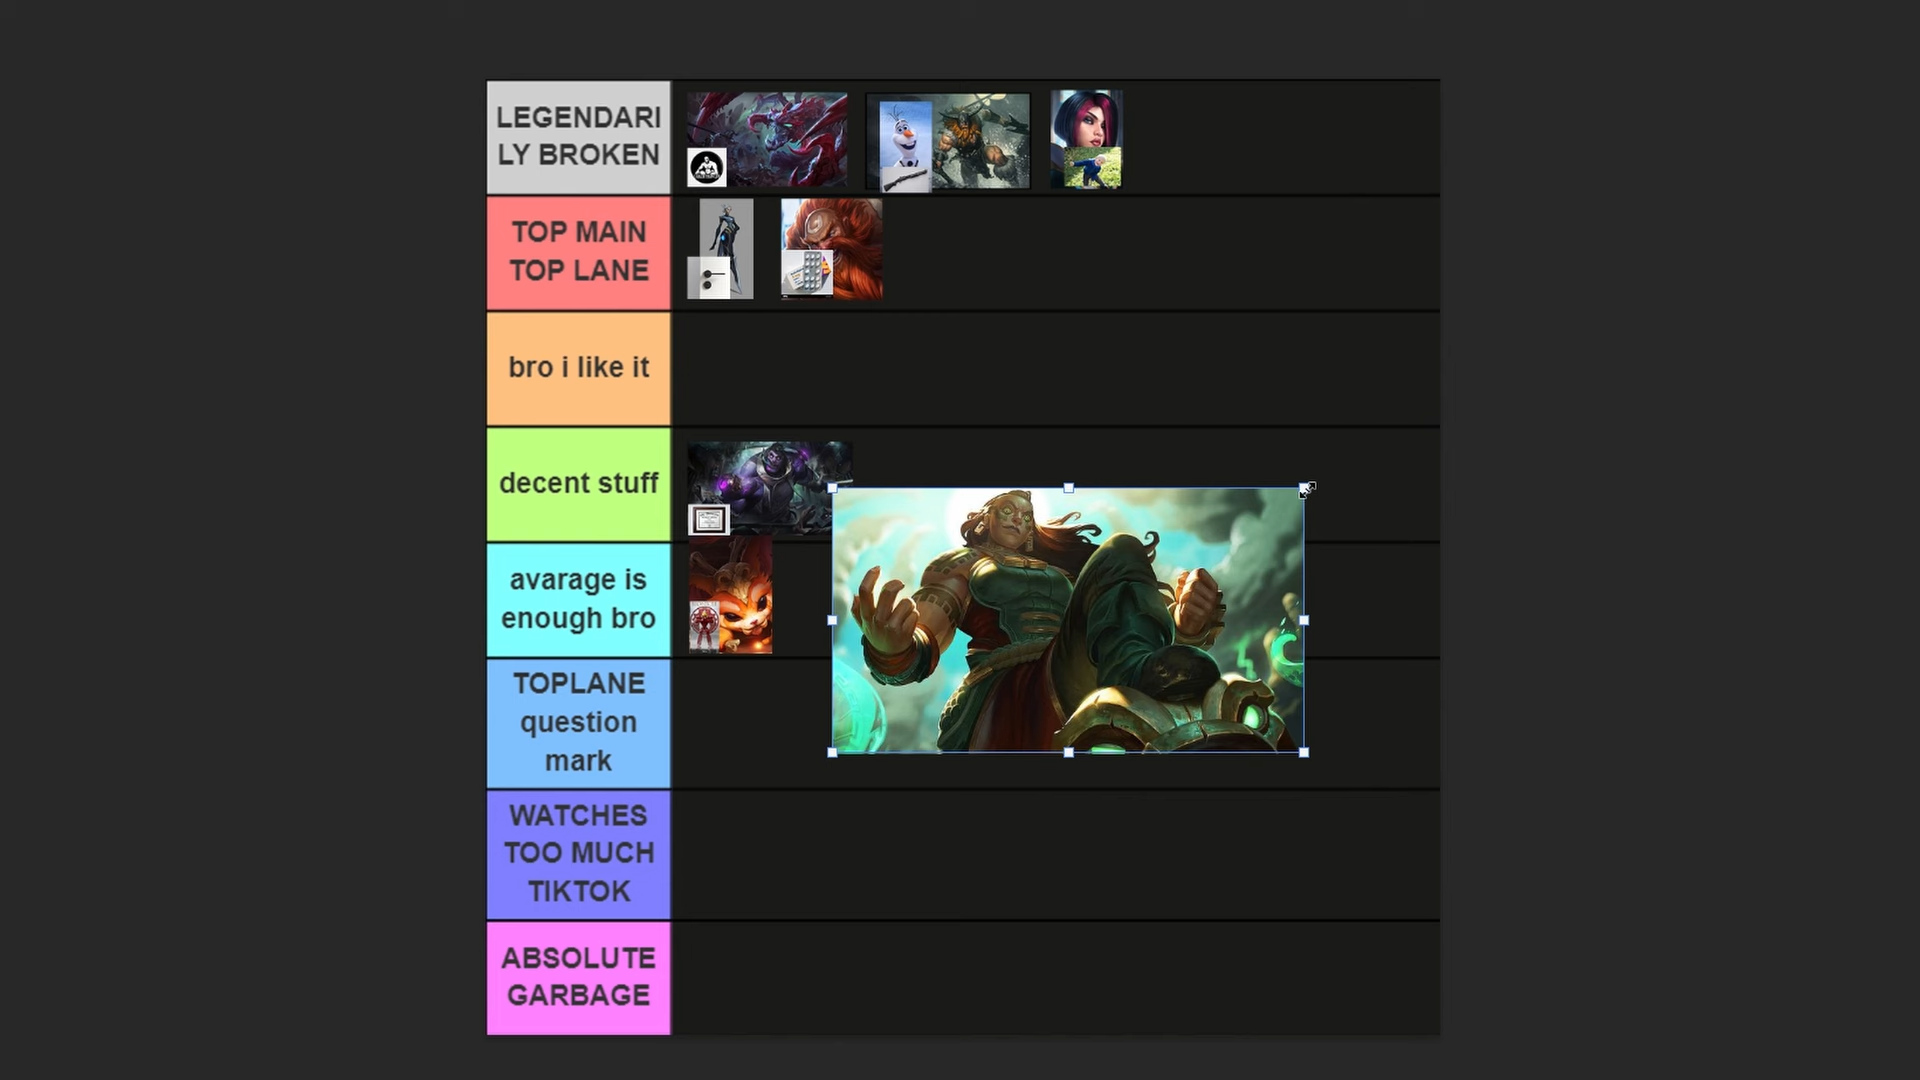 LEGENDARI
LY BROKEN
TOP MAIN
TOP LANE
bro i like it
decent stuff
avarage is
enough bro
TOPLANE
question
mark
WATCHES
TOO MUCH
TIKTOK
ABSOLUTE
GARBAGE